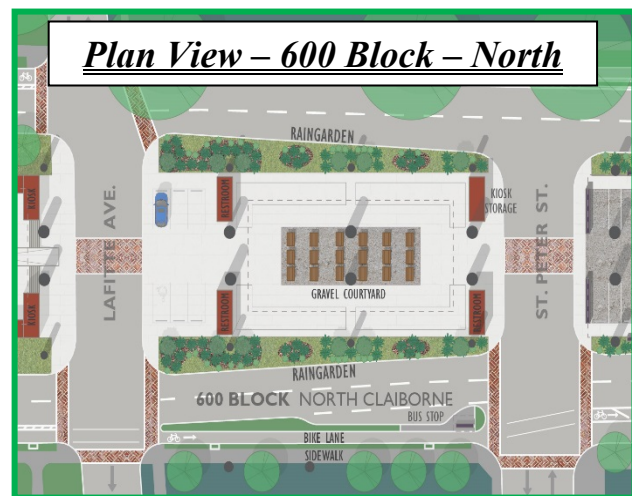 Plan View – 600 Block – North
RAINGARDEN
KIOSK
LAFITTE AVE.
RESTROOM
KIOSK
STORAGE
ST. PETER ST.
GRAVEL COURTYARD
KIOSK
RESTROOM
RESTROOM
RAINGARDEN
600 BLOCK NORTH CLAIBORNE
BUS STOP
BIKE LANE
SIDEWALK